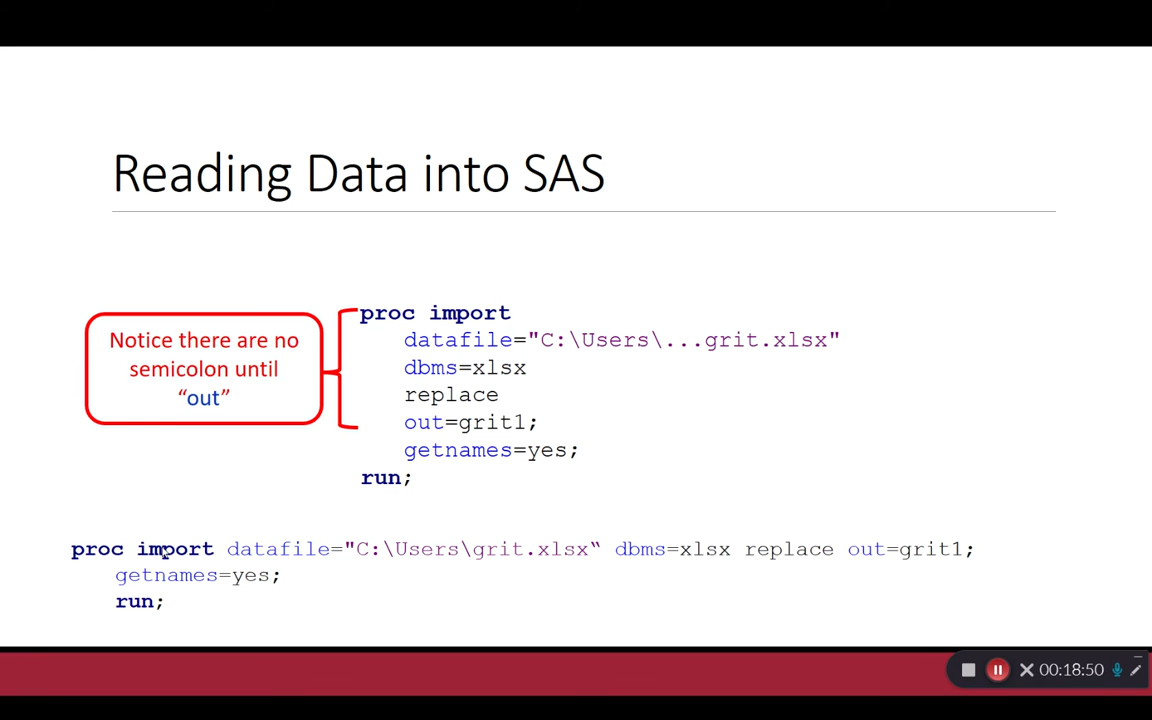 Reading Data into SAS
Notice there are no
semicolon until
“out”
proc import
datafile="C:\Users\...grit.xlsx"
dbms=xlsx
replace
out=grit1;
getnames=yes;
run;
proc import datafile="C:\Users\grit.xlsx“ dbms=xlsx replace out=grit1;
getnames=yes;
run;
00:18:50